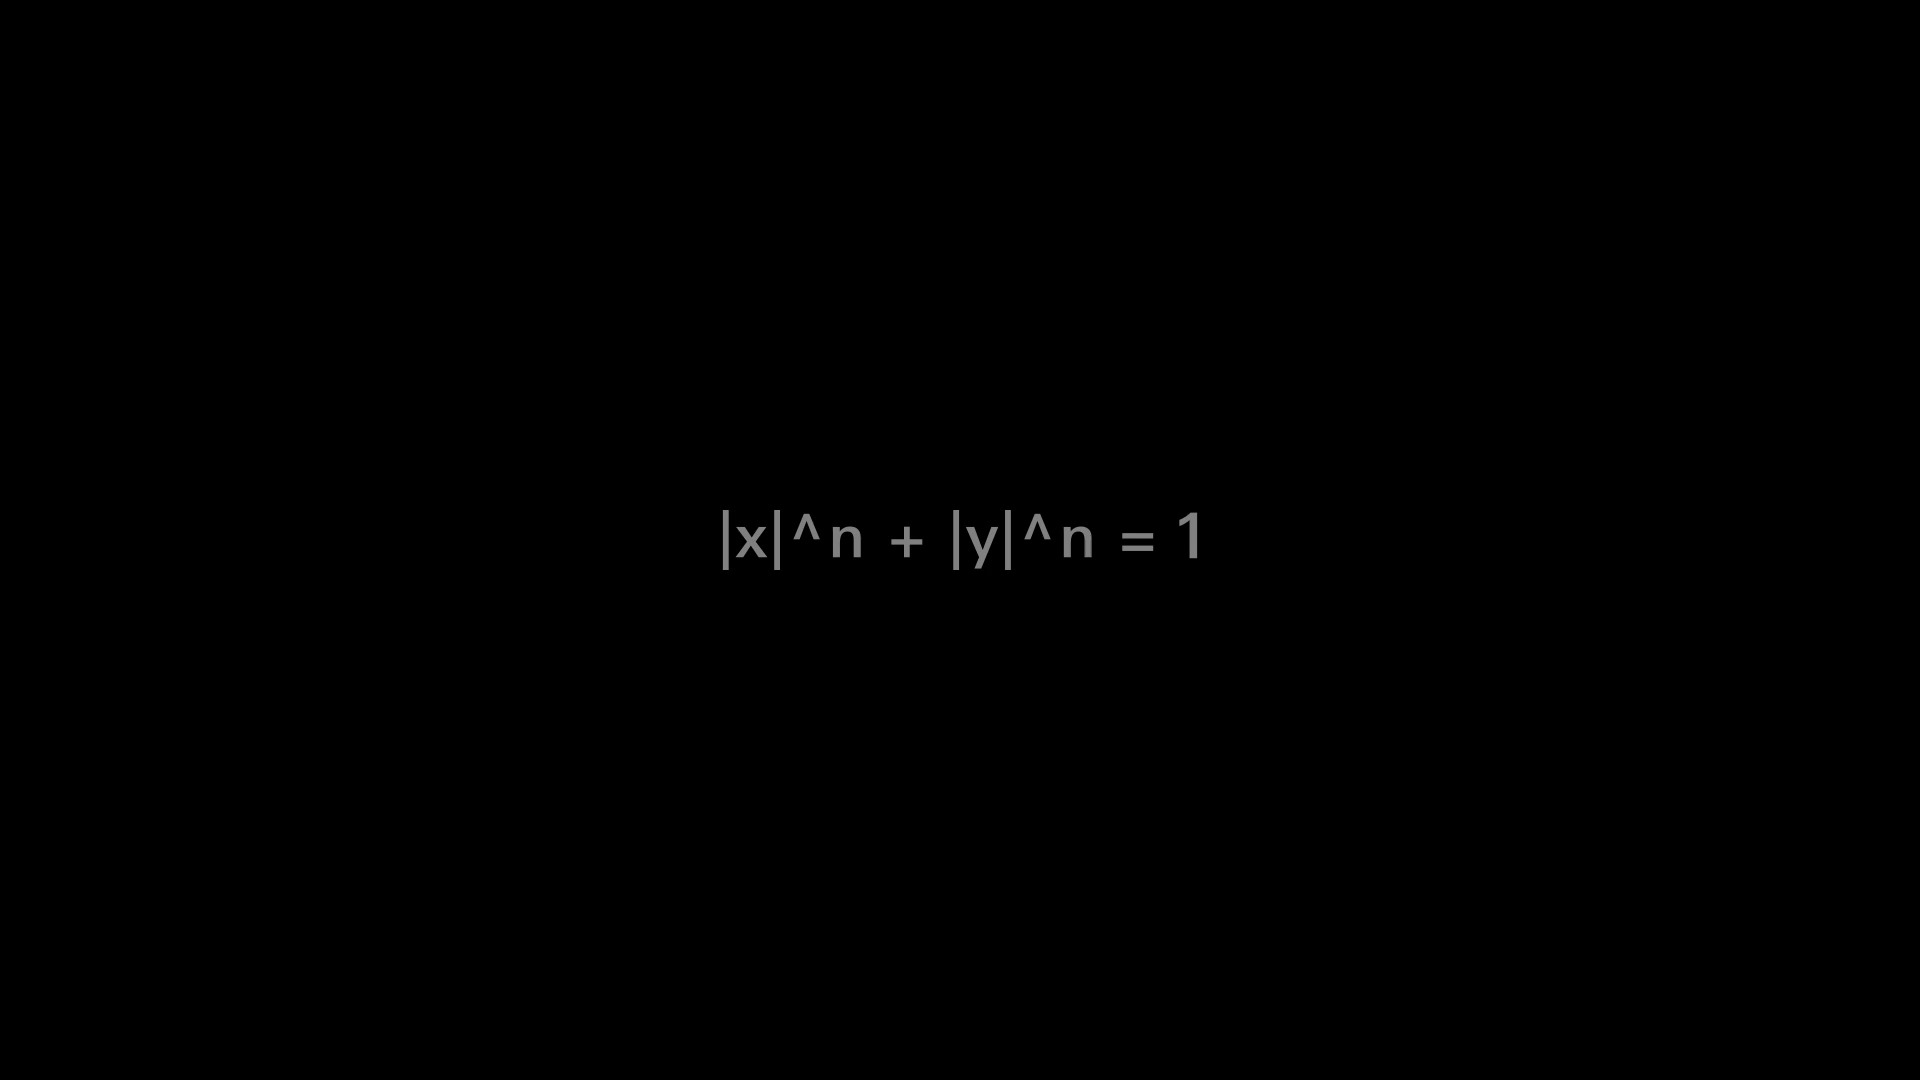 |x|^n + |y|^n = 1